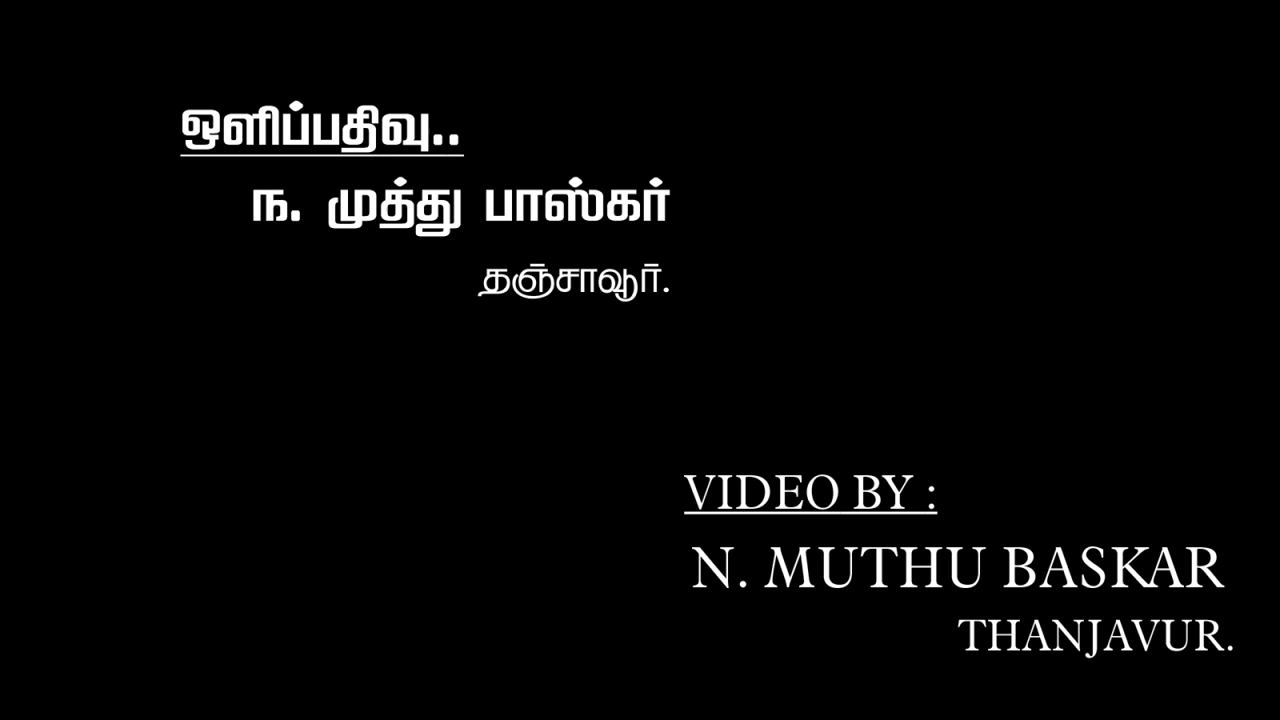 ஒளிப்பதிவு..
ந. முத்து பாஸ்கர்
தஞ்சாவூர்.
VIDEO BY :
N. MUTHU BASKAR
THANJAVUR.